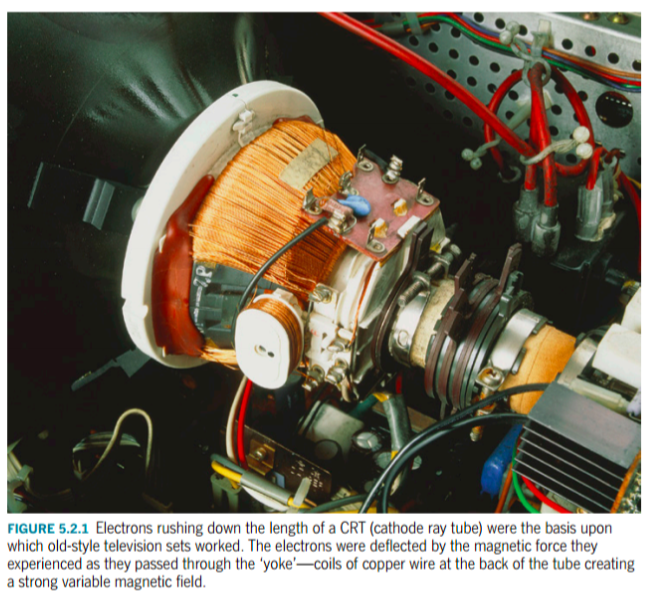 FIGURE 5.2.1 Electrons rushing down the length of a CRT (cathode ray tube) were the basis upon
which old-style television sets worked. The electrons were deflected by the magnetic force they
experienced as they passed through the ‘yoke’—coils of copper wire at the back of the tube creating
a strong variable magnetic field.